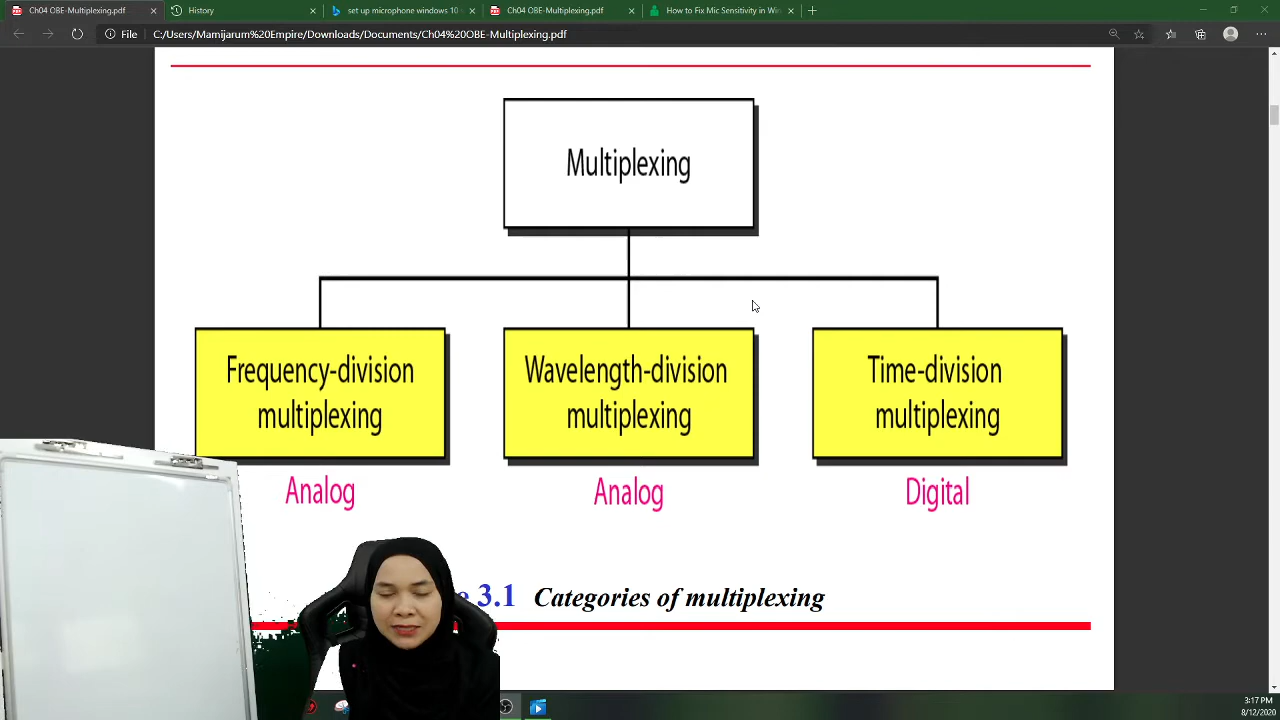 Ch04 OBE-Multiplexing.pdf
History
set up microphone windows 10
Ch04 OBE-Multiplexing.pdf
How to Fix Mic Sensitivity in Win
File
C:/Users/Mamijarum%20Empire/Downloads/Documents/Ch04%20OBE-Multiplexing.pdf
Multiplexing
Frequency-division
multiplexing
Wavelength-division
multiplexing
Time-division
multiplexing
Analog
Analog
Digital
3.1 Categories of multiplexing
3:17 PM
8/12/2020